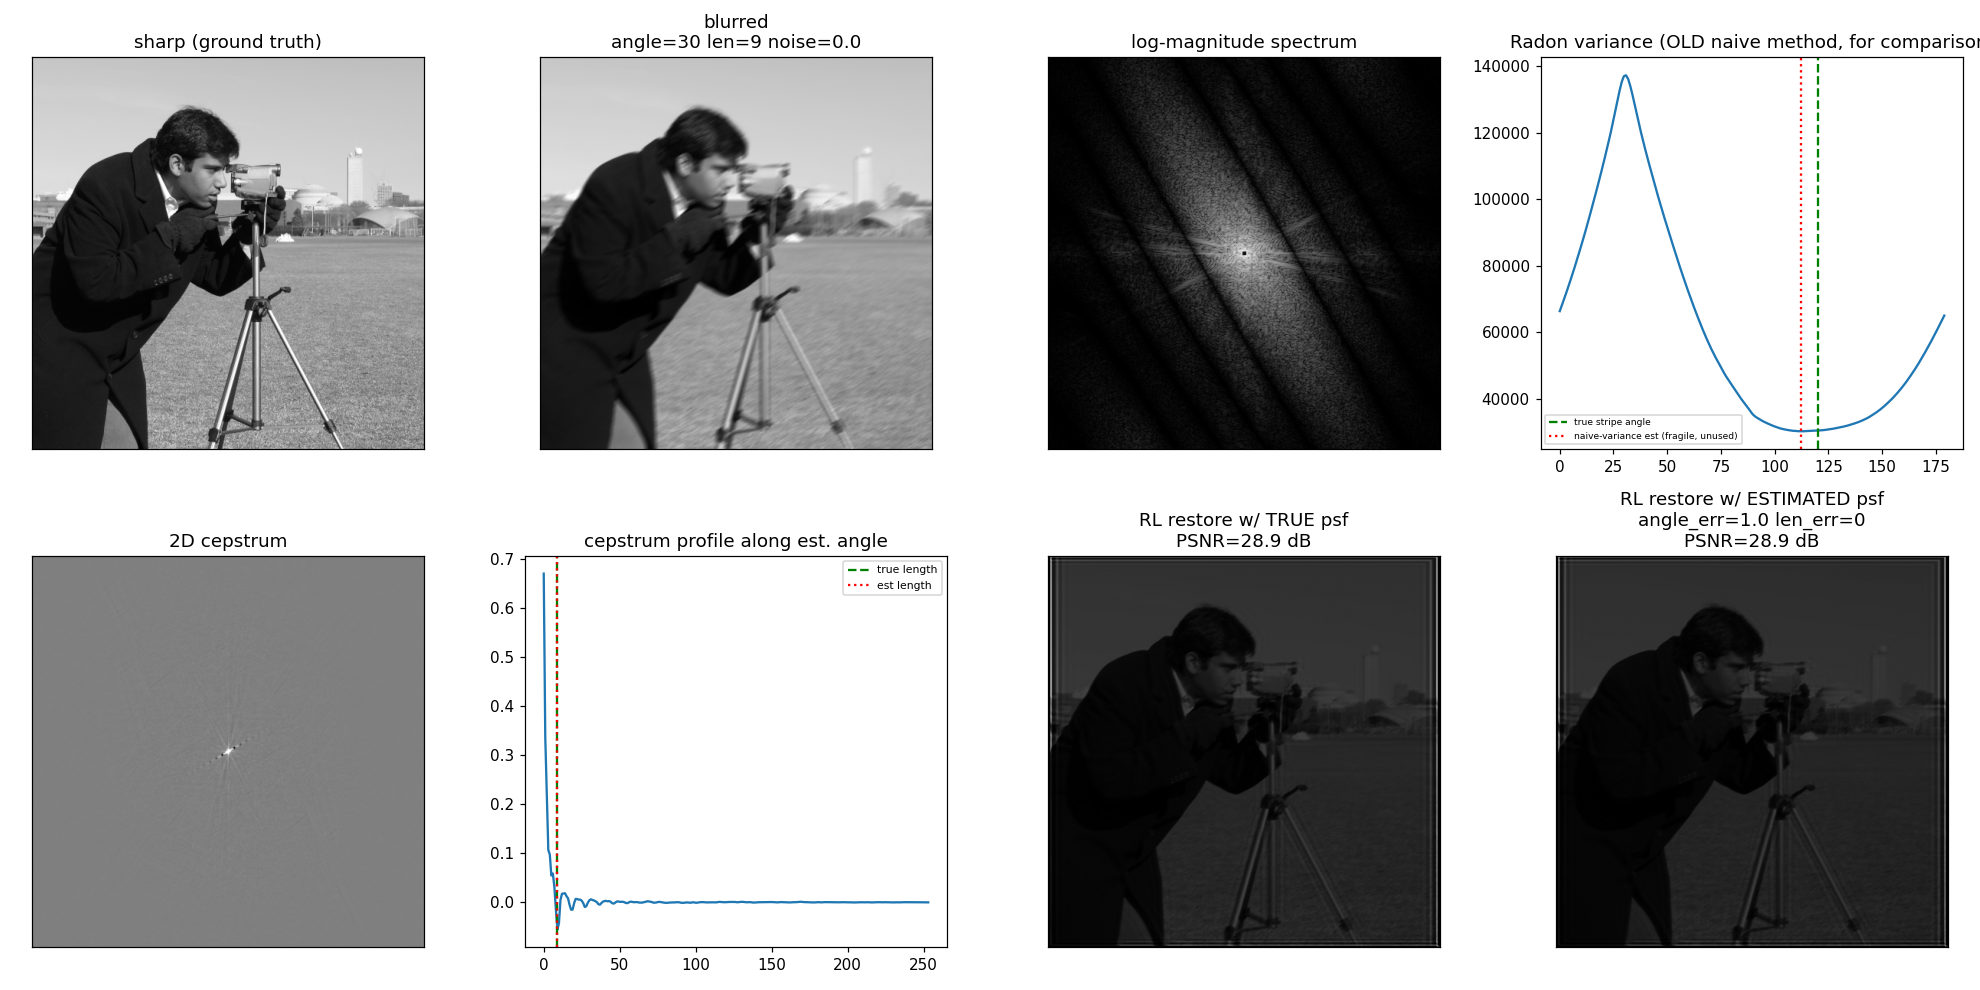 sharp (ground truth)
blurred
angle=30 len=9 noise=0.0
log-magnitude spectrum
Radon variance (OLD naive method, for comparison
140000
120000
100000
80000
60000
40000
true stripe angle
naive-variance est (fragile, unused)
0 25 50 75 100 125 150 175
2D cepstrum
cepstrum profile along est. angle
0.7
0.6
0.5
0.4
0.3
0.2
0.1
0.0
true length
est length
0 50 100 150 200 250
RL restore w/ TRUE psf
PSNR=28.9 dB
RL restore w/ ESTIMATED psf
angle_err=1.0 len_err=0
PSNR=28.9 dB